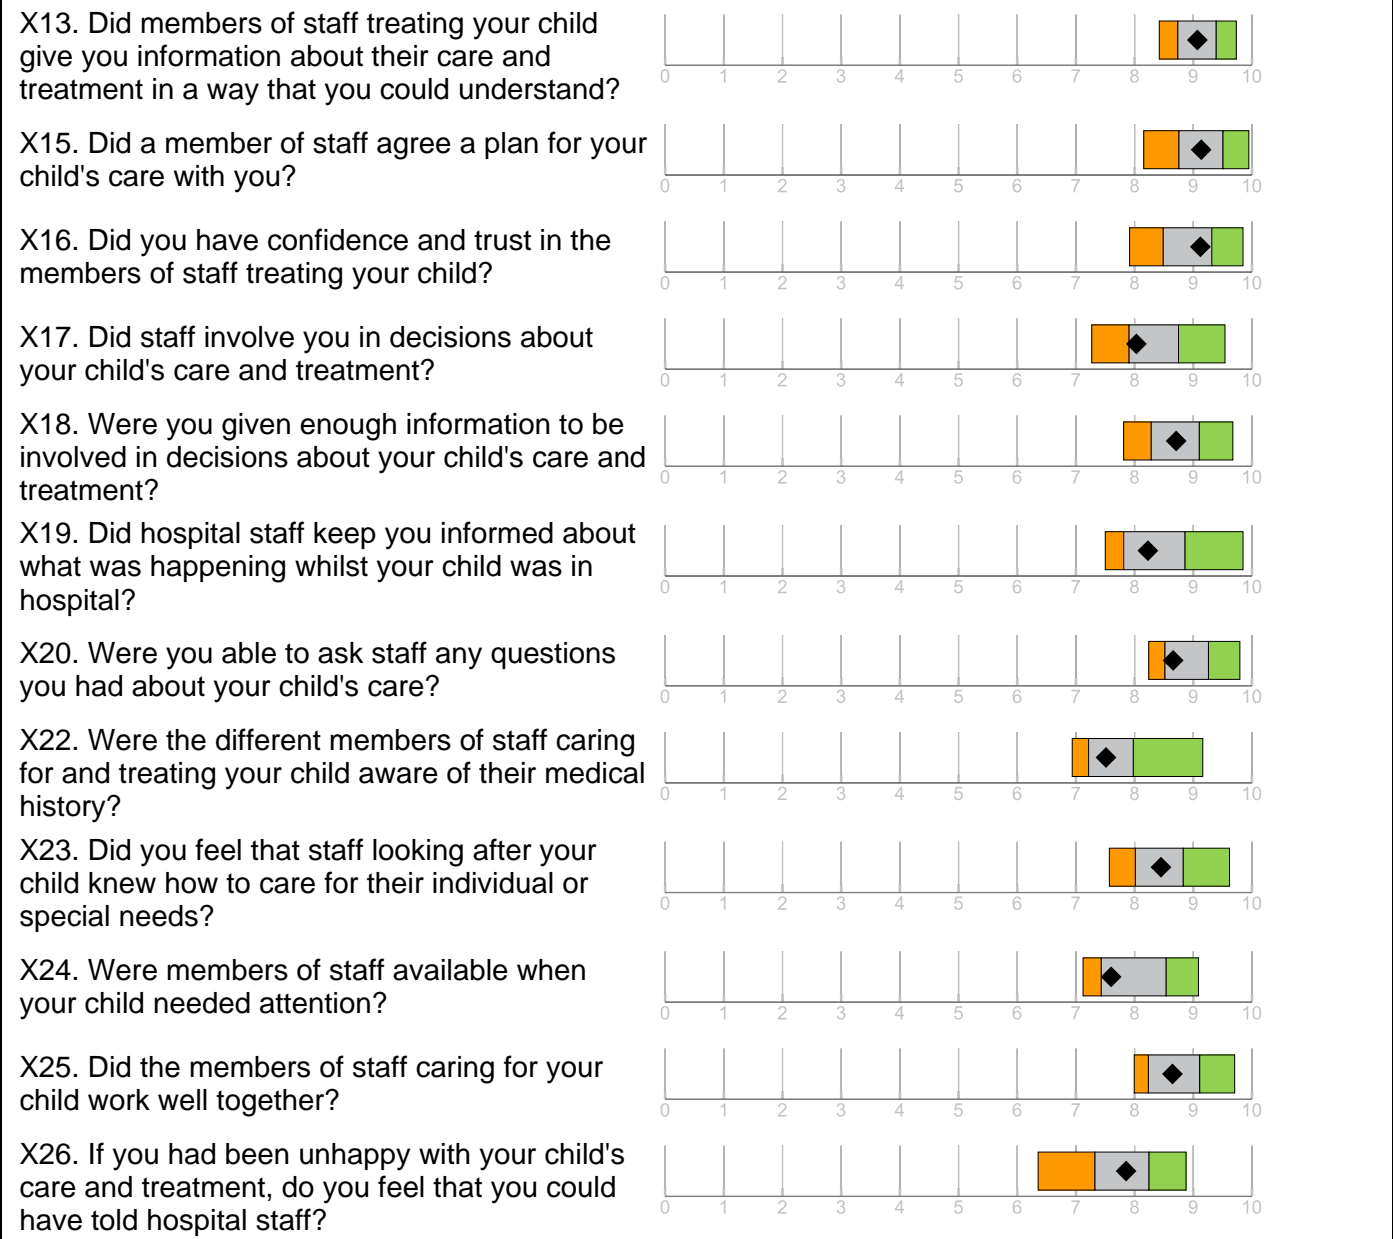 X13. Did members of staff treating your child
give you information about their care and
treatment in a way that you could understand?
0 1 2 3 4 5 6 7 8 9 10
X15. Did a member of staff agree a plan for your
child's care with you?
0 1 2 3 4 5 6 7 8 9 10
X16. Did you have confidence and trust in the
members of staff treating your child?
0 1 2 3 4 5 6 7 8 9 10
X17. Did staff involve you in decisions about
your child's care and treatment?
0 1 2 3 4 5 6 7 8 9 10
X18. Were you given enough information to be
involved in decisions about your child's care and
treatment?
0 1 2 3 4 5 6 7 8 9 10
X19. Did hospital staff keep you informed about
what was happening whilst your child was in
hospital?
0 1 2 3 4 5 6 7 8 9 10
X20. Were you able to ask staff any questions
you had about your child's care?
0 1 2 3 4 5 6 7 8 9 10
X22. Were the different members of staff caring
for and treating your child aware of their medical
history?
0 1 2 3 4 5 6 7 8 9 10
X23. Did you feel that staff looking after your
child knew how to care for their individual or
special needs?
0 1 2 3 4 5 6 7 8 9 10
X24. Were members of staff available when
your child needed attention?
0 1 2 3 4 5 6 7 8 9 10
X25. Did the members of staff caring for your
child work well together?
0 1 2 3 4 5 6 7 8 9 10
X26. If you had been unhappy with your child's
care and treatment, do you feel that you could
have told hospital staff?
0 1 2 3 4 5 6 7 8 9 10